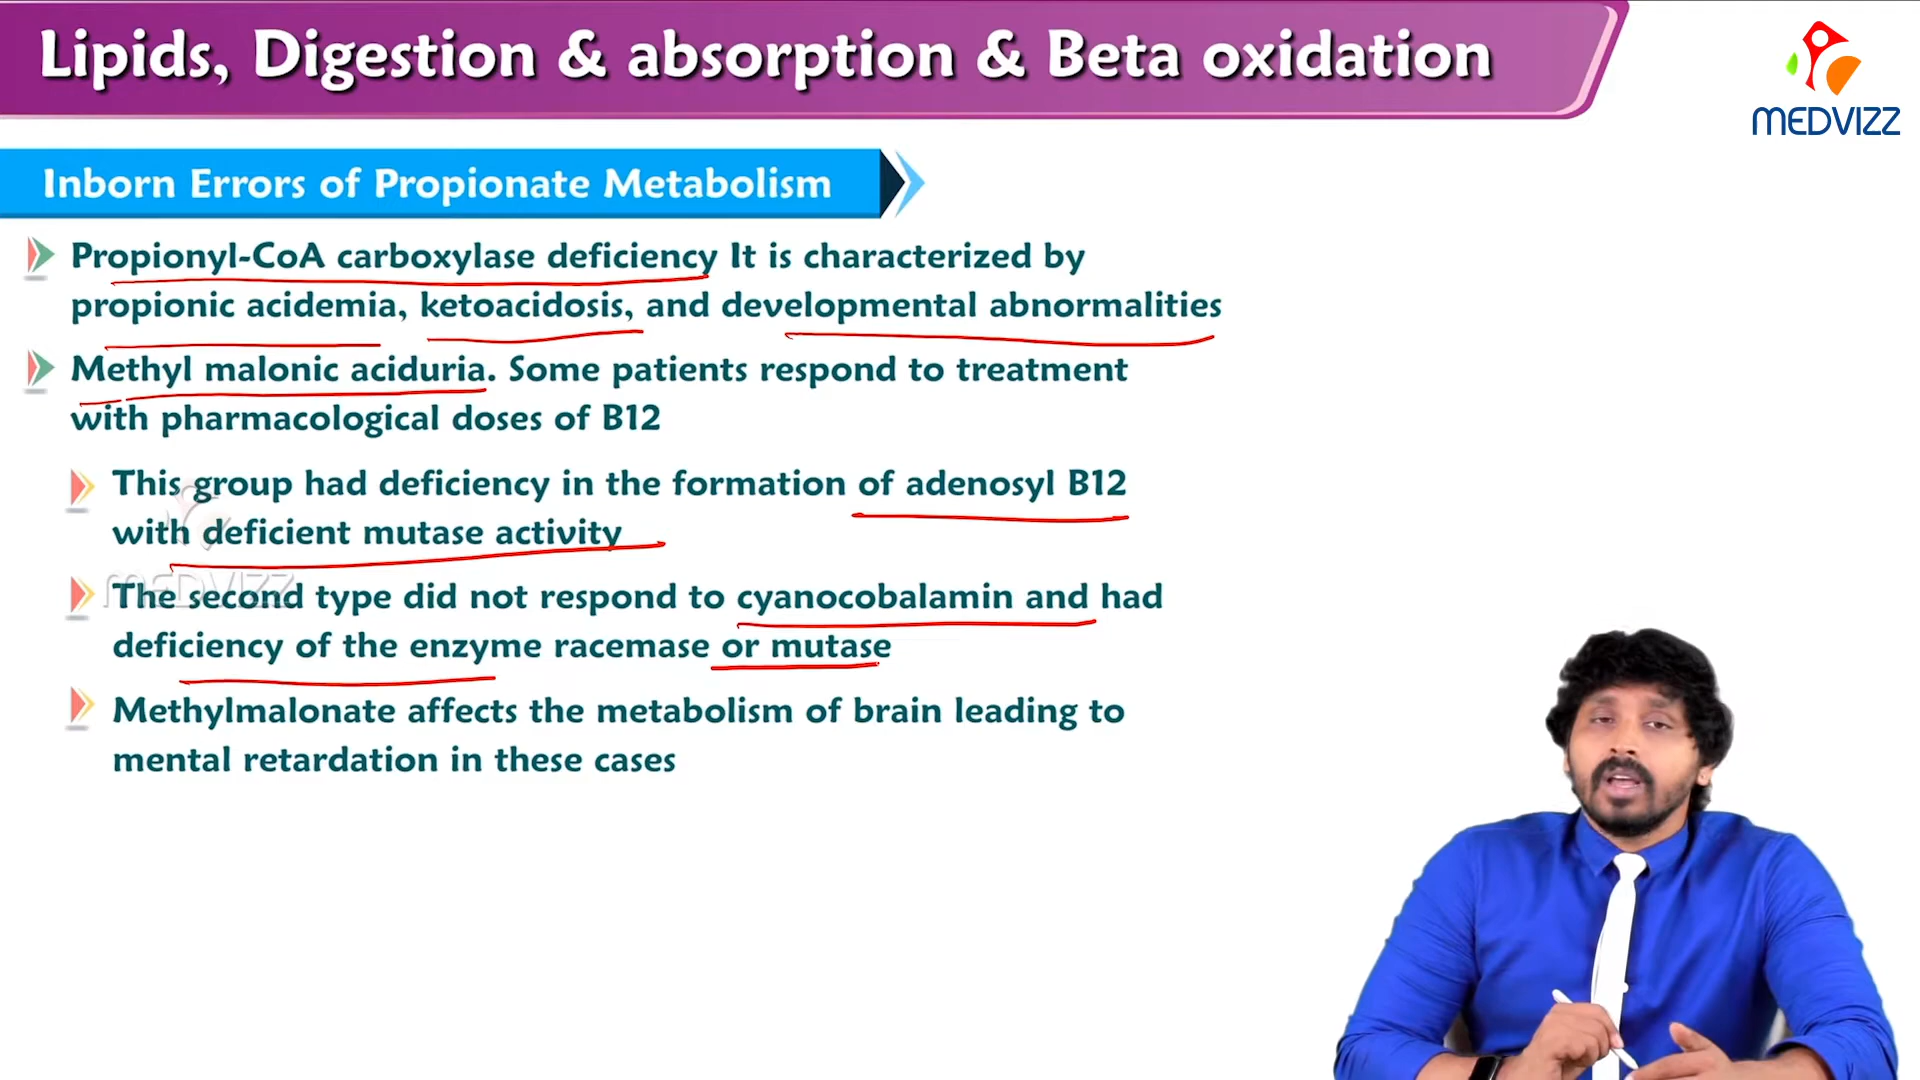 Lipids, Digestion & absorption & Beta oxidation
MEDVIZZ
Inborn Errors of Propionate Metabolism
Propionyl-CoA carboxylase deficiency It is characterized by
propionic acidemia, ketoacidosis, and developmental abnormalities
Methyl malonic aciduria. Some patients respond to treatment
with pharmacological doses of B12
This group had deficiency in the formation of adenosyl B12
with deficient mutase activity
MEDVIZZ
The second type did not respond to cyanocobalamin and had
deficiency of the enzyme racemase or mutase
Methylmalonate affects the metabolism of brain leading to
mental retardation in these cases